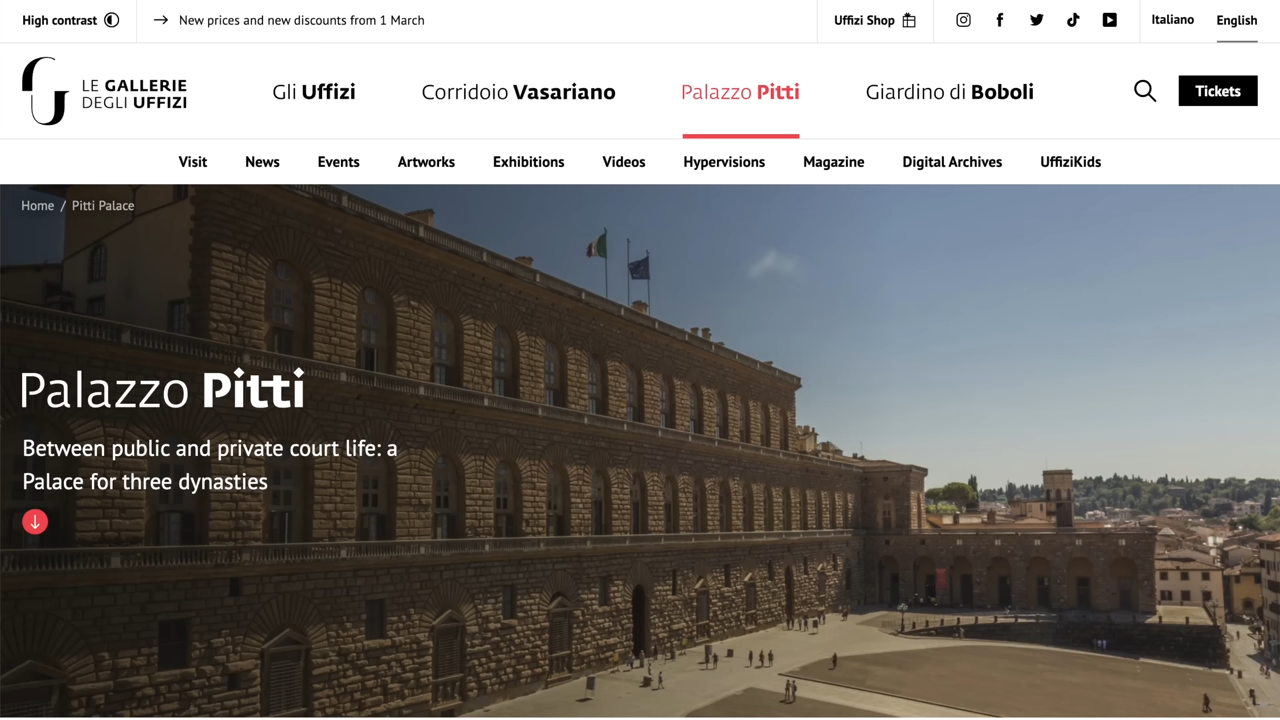 High contrast
New prices and new discounts from 1 March
Uffizi Shop
Italiano
English
LE GALLERIE
DEGLI UFFIZI
Gli Uffizi
Corridoio Vasariano
Palazzo Pitti
Giardino di Boboli
Tickets
Visit
News
Events
Artworks
Exhibitions
Videos
Hypervisions
Magazine
Digital Archives
UffiziKids
Home / Pitti Palace
Palazzo Pitti
Between public and private court life: a
Palace for three dynasties